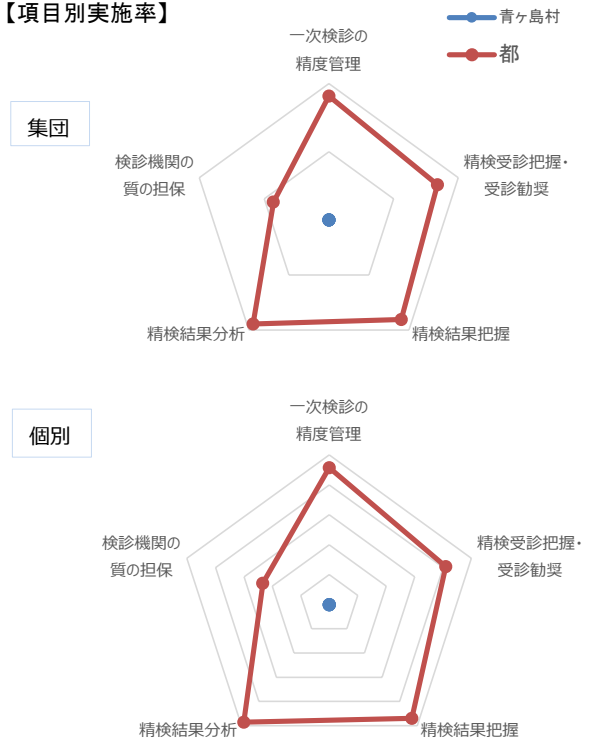 【項目別実施率】
青ヶ島村
都
集団
一次検診の
精度管理
精検受診把握・
受診勧奨
精検結果把握
精検結果分析
検診機関の
質の担保
個別
一次検診の
精度管理
精検受診把握・
受診勧奨
精検結果把握
精検結果分析
検診機関の
質の担保